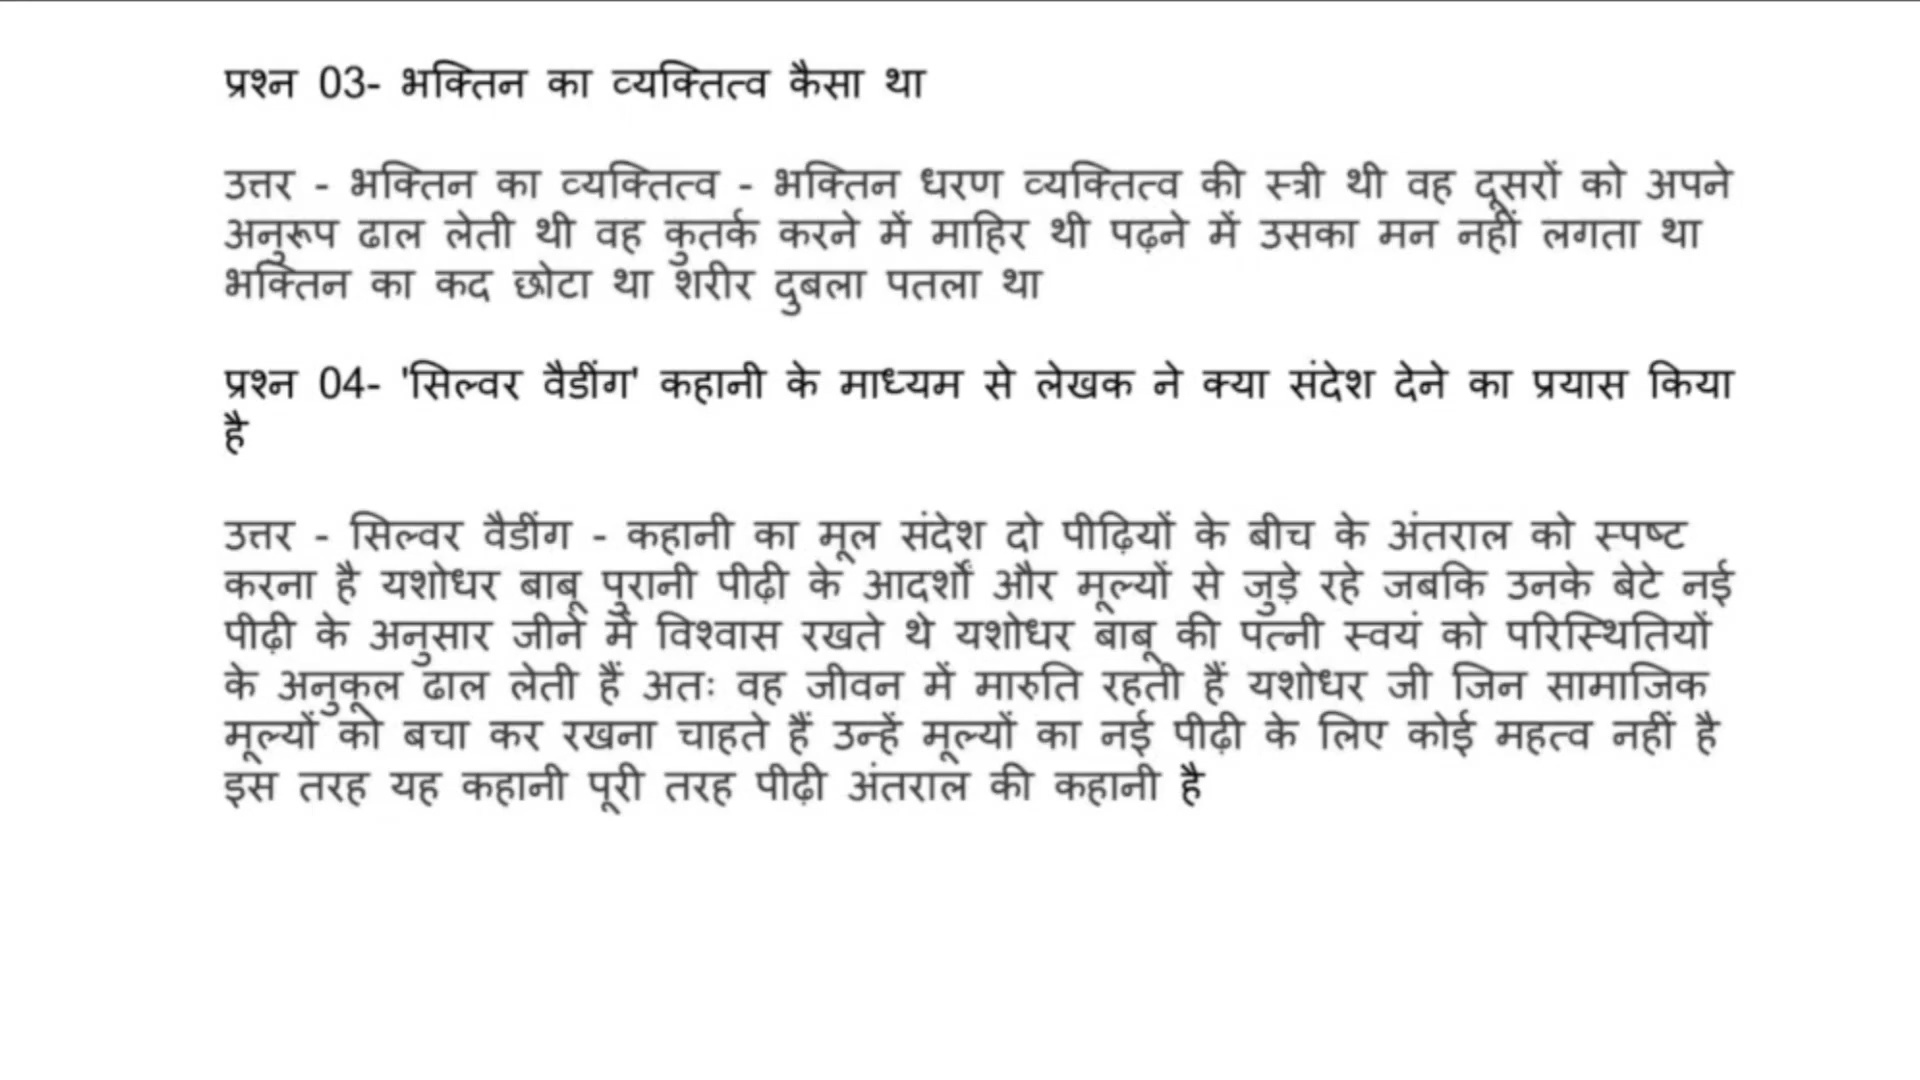 प्रश्न 03- भक्तिन का व्यक्तित्व कैसा था
उत्तर - भक्तिन का व्यक्तित्व - भक्तिन धरण व्यक्तित्व की स्त्री थी वह दूसरों को अपने
अनुरूप ढाल लेती थी वह कुतर्क करने में माहिर थी पढ़ने में उसका मन नहीं लगता था
भक्तिन का कद छोटा था शरीर दुबला पतला था
प्रश्न 04- 'सिल्वर वैडींग' कहानी के माध्यम से लेखक ने क्या संदेश देने का प्रयास किया
है
उत्तर - सिल्वर वैडींग - कहानी का मूल संदेश दो पीढ़ियों के बीच के अंतराल को स्पष्ट
करना है यशोधर बाबू पुरानी पीढ़ी के आदर्शों और मूल्यों से जुड़े रहे जबकि उनके बेटे नई
पीढ़ी के अनुसार जीने में विश्वास रखते थे यशोधर बाबू की पत्नी स्वयं को परिस्थितियों
के अनुकूल ढाल लेती हैं अतः वह जीवन में मारुति रहती हैं यशोधर जी जिन सामाजिक
मूल्यों को बचा कर रखना चाहते हैं उन्हें मूल्यों का नई पीढ़ी के लिए कोई महत्व नहीं है
इस तरह यह कहानी पूरी तरह पीढ़ी अंतराल की कहानी है